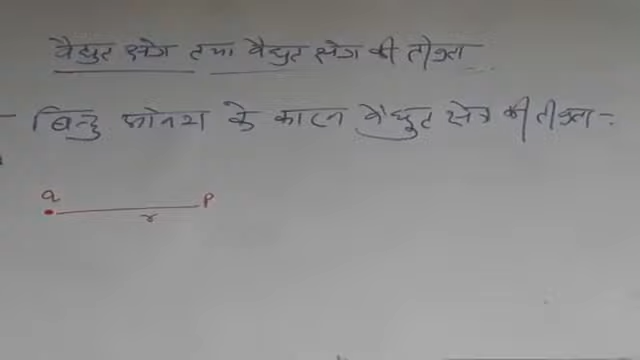 वैद्युत क्षेत्र तथा वैद्युत क्षेत्र की तीव्रता
बिन्दु आवेश के कारण वैद्युत क्षेत्र की तीव्रता :-
q P
r